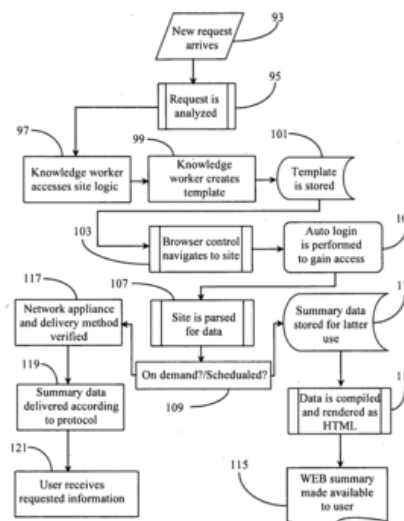 93
New request
arrives
95
Request is
analyzed
97
99
101
Knowledge worker
accesses site logic
Knowledge worker
creates template
Template
is stored
103
Browser control
navigates to site
Auto login
is performed
to gain access
10
117
107
11
Network appliance
and delivery method
verified
Site is parsed
for data
Summary data
stored for latter
use
119
On demand?/Schedualed?
109
11
Summary data
delivered according
to protocol
Data is compiled
and rendered as
HTML
121
115
User receives
requested information
WEB summary
made available
to user